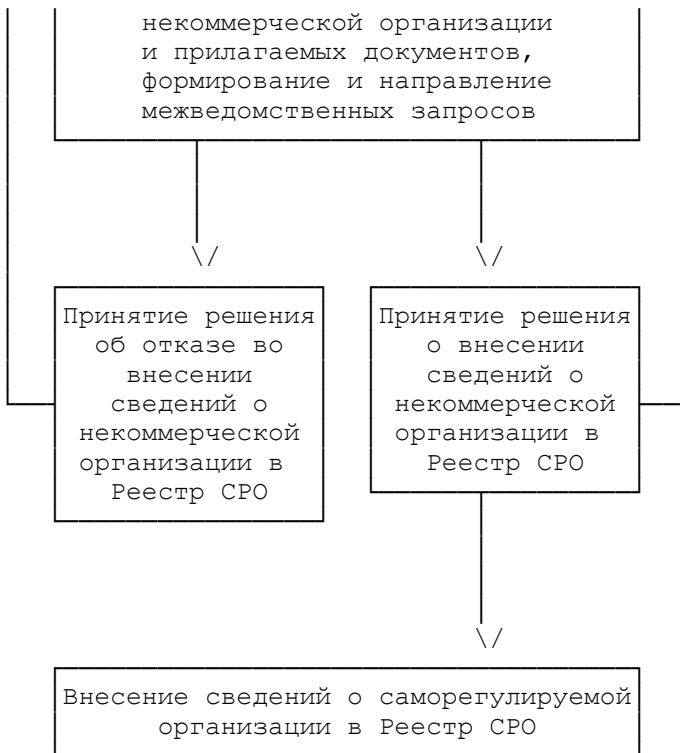 некоммерческой организации
и прилагаемых документов,
формирование и направление
межведомственных запросов
Принятие решения
об отказе во
внесении
сведений о
некоммерческой
организации в
Реестр СРО
Принятие решения
о внесении
сведений о
некоммерческой
организации в
Реестр СРО
Внесение сведений о саморегулируемой
организации в Реестр СРО